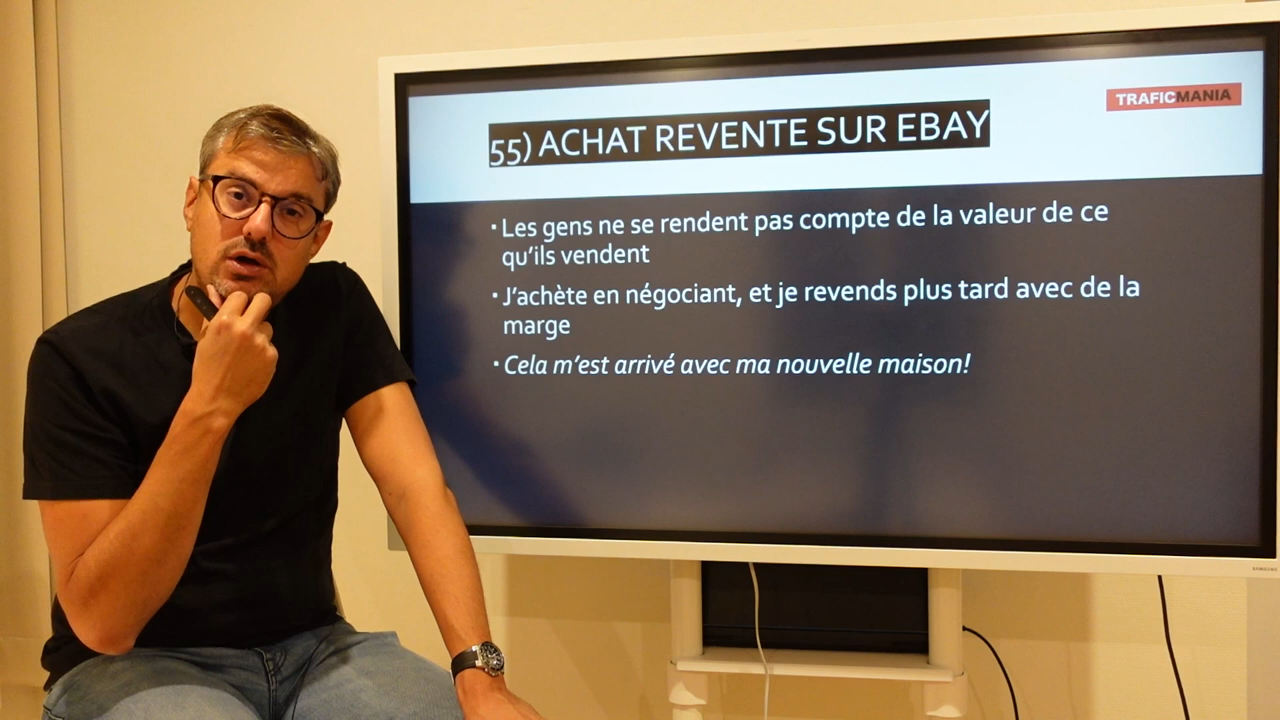 TRAFICMANIA
55) ACHAT REVENTE SUR EBAY
· Les gens ne se rendent pas compte de la valeur de ce
qu’ils vendent
· J’achète en négociant, et je revends plus tard avec de la
marge
· Cela m’est arrivé avec ma nouvelle maison!
SAMSUNG